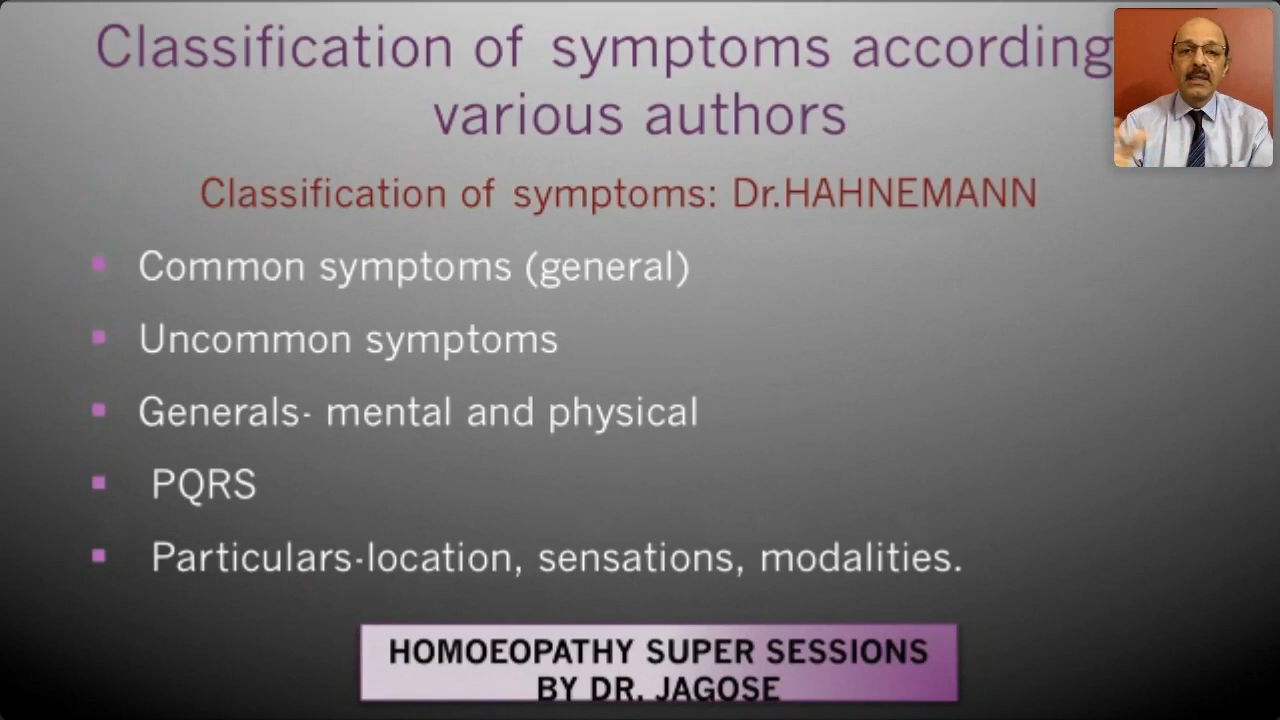 Classification of symptoms according
various authors
Classification of symptoms: Dr.HAHNEMANN
Common symptoms (general)
Uncommon symptoms
Generals- mental and physical
PQRS
Particulars-location, sensations, modalities.
HOMOEOPATHY SUPER SESSIONS
BY DR. JAGOSE